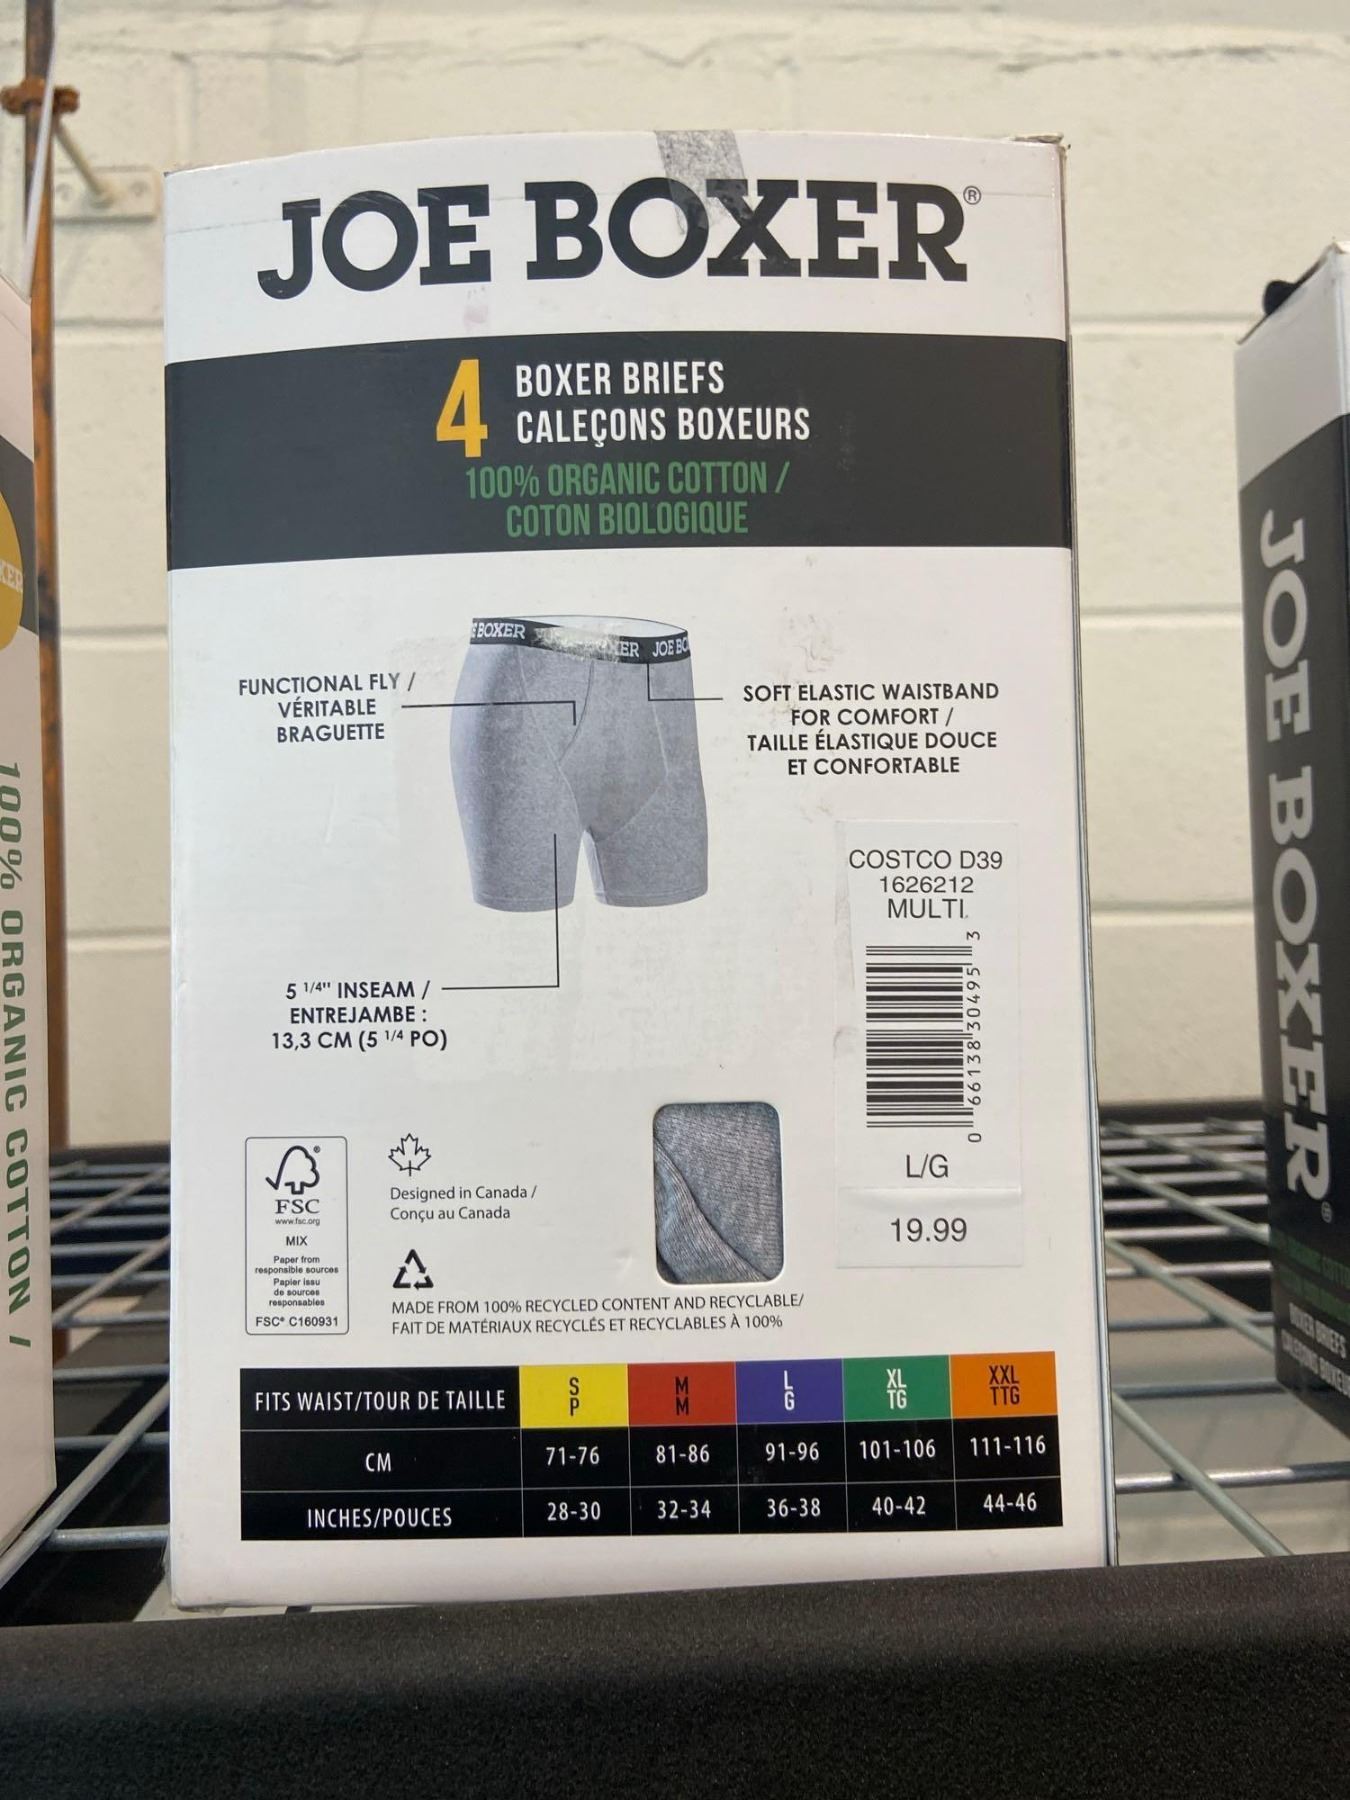 JOE BOXER®
4 BOXER BRIEFS
CALEÇONS BOXEURS
100% ORGANIC COTTON /
COTON BIOLOGIQUE
E BOXER
XER
JOE BO
FUNCTIONAL FLY /
VÉRITABLE
BRAGUETTE
SOFT ELASTIC WAISTBAND
FOR COMFORT /
TAILLE ÉLASTIQUE DOUCE
ET CONFORTABLE
COSTCO D39
1626212
MULTI
0 66138 30495 3
L/G
19.99
5 1/4" INSEAM /
ENTREJAMBE :
13,3 CM (5 1/4 PO)
FSC
www.fsc.org
MIX
Paper from
responsible sources
Papier issu
de sources
responsables
FSC® C160931
Designed in Canada /
Conçu au Canada
MADE FROM 100% RECYCLED CONTENT AND RECYCLABLE/
FAIT DE MATÉRIAUX RECYCLÉS ET RECYCLABLES À 100%
FITS WAIST/TOUR DE TAILLE S P M M L G XL TG XXL TTG
CM 71-76 81-86 91-96 101-106 111-116
INCHES/POUCES 28-30 32-34 36-38 40-42 44-46
XER
100% ORGANIC COTTON /
JOE BOXER®
BOXER BRIEFS
CALEÇONS BOXEU